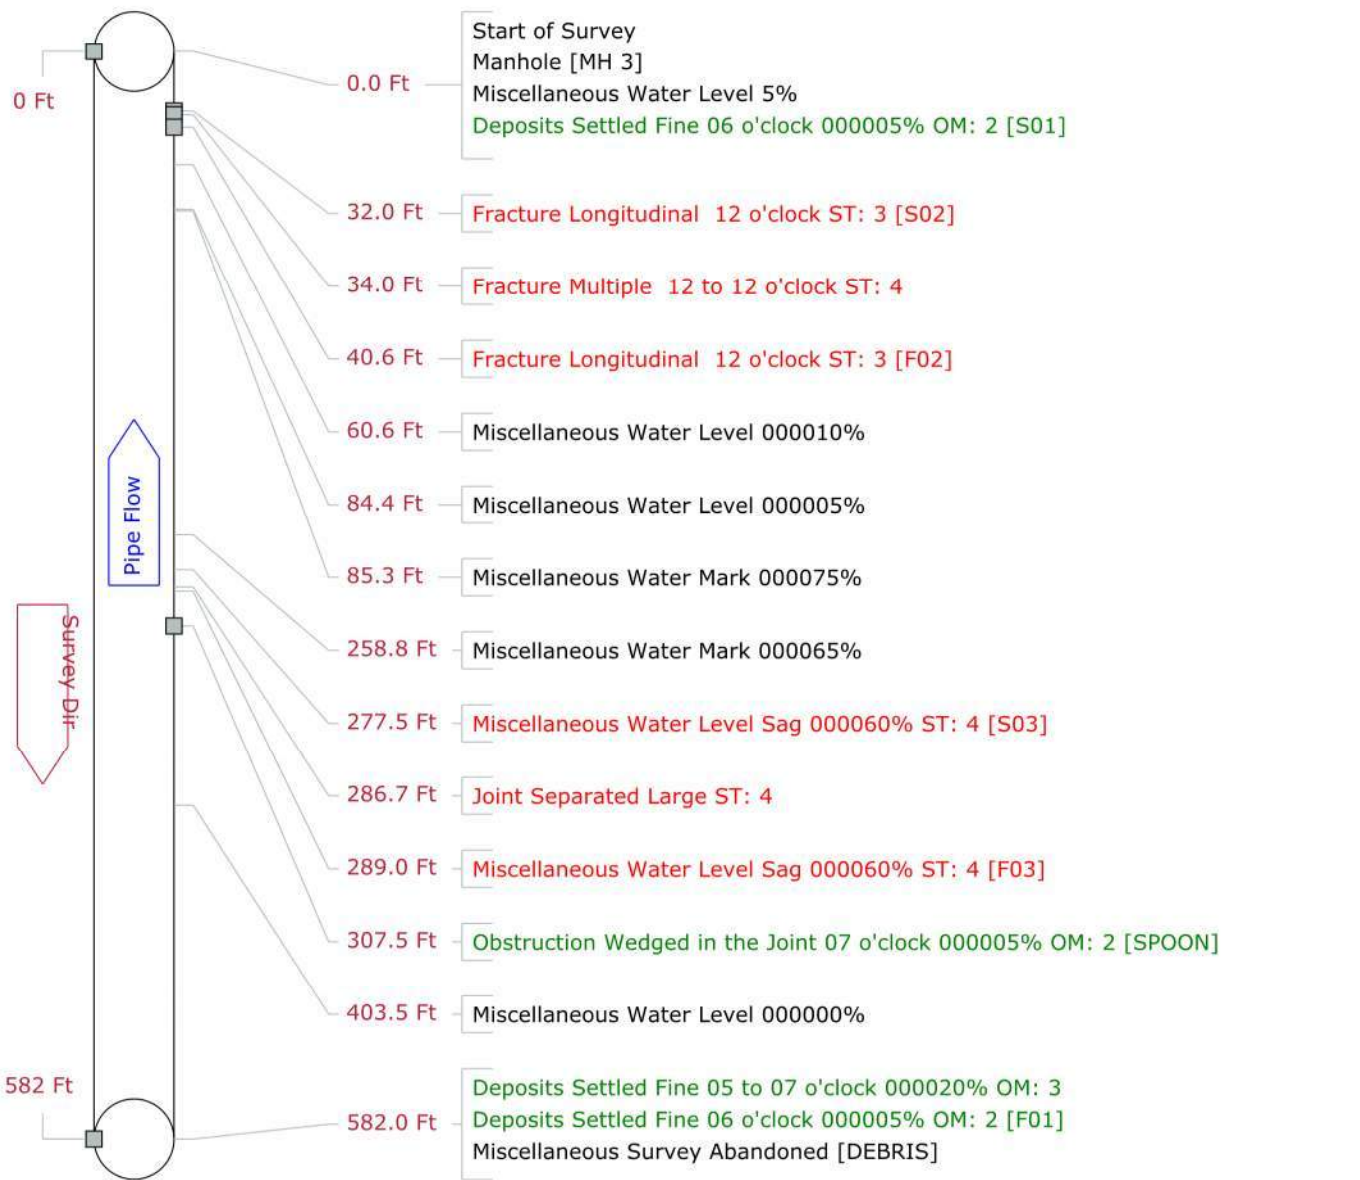 0 Ft
0.0 Ft
Start of Survey
Manhole [MH 3]
Miscellaneous Water Level 5%
Deposits Settled Fine 06 o'clock 000005% OM: 2 [S01]
32.0 Ft Fracture Longitudinal 12 o'clock ST: 3 [S02]
34.0 Ft Fracture Multiple 12 to 12 o'clock ST: 4
40.6 Ft Fracture Longitudinal 12 o'clock ST: 3 [F02]
60.6 Ft Miscellaneous Water Level 000010%
84.4 Ft Miscellaneous Water Level 000005%
85.3 Ft Miscellaneous Water Mark 000075%
Pipe Flow
Survey Dir
258.8 Ft Miscellaneous Water Mark 000065%
277.5 Ft Miscellaneous Water Level Sag 000060% ST: 4 [S03]
286.7 Ft Joint Separated Large ST: 4
289.0 Ft Miscellaneous Water Level Sag 000060% ST: 4 [F03]
307.5 Ft Obstruction Wedged in the Joint 07 o'clock 000005% OM: 2 [SPOON]
403.5 Ft Miscellaneous Water Level 000000%
582 Ft
582.0 Ft
Deposits Settled Fine 05 to 07 o'clock 000020% OM: 3
Deposits Settled Fine 06 o'clock 000005% OM: 2 [F01]
Miscellaneous Survey Abandoned [DEBRIS]